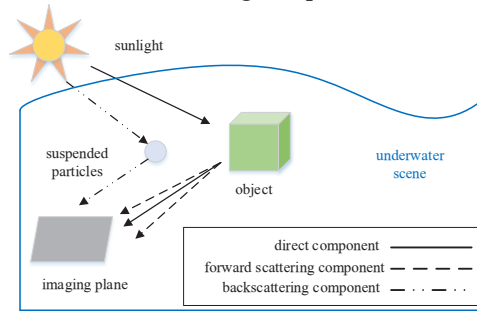 sunlight
suspended
particles
object
underwater
scene
imaging plane
direct component
forward scattering component
backscattering component